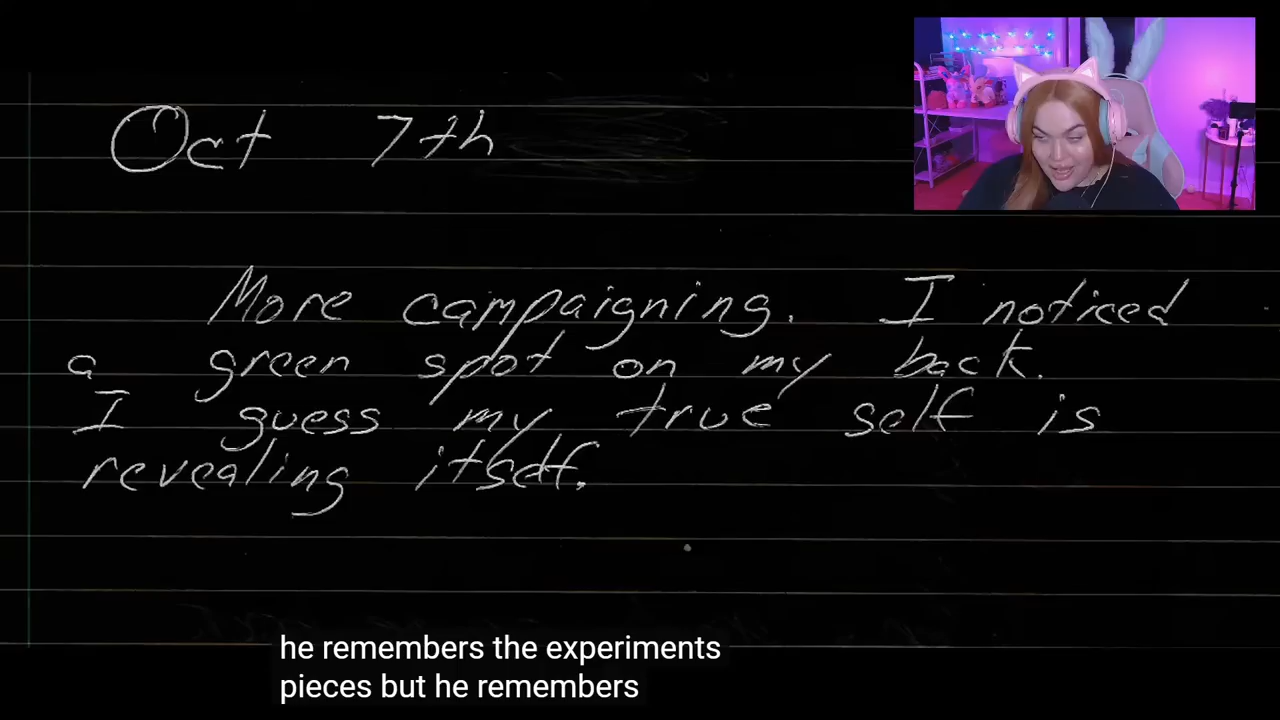 Oct 7th
More campaigning. I noticed
a green spot on my back.
I guess my true self is
revealing itself.
he remembers the experiments
pieces but he remembers